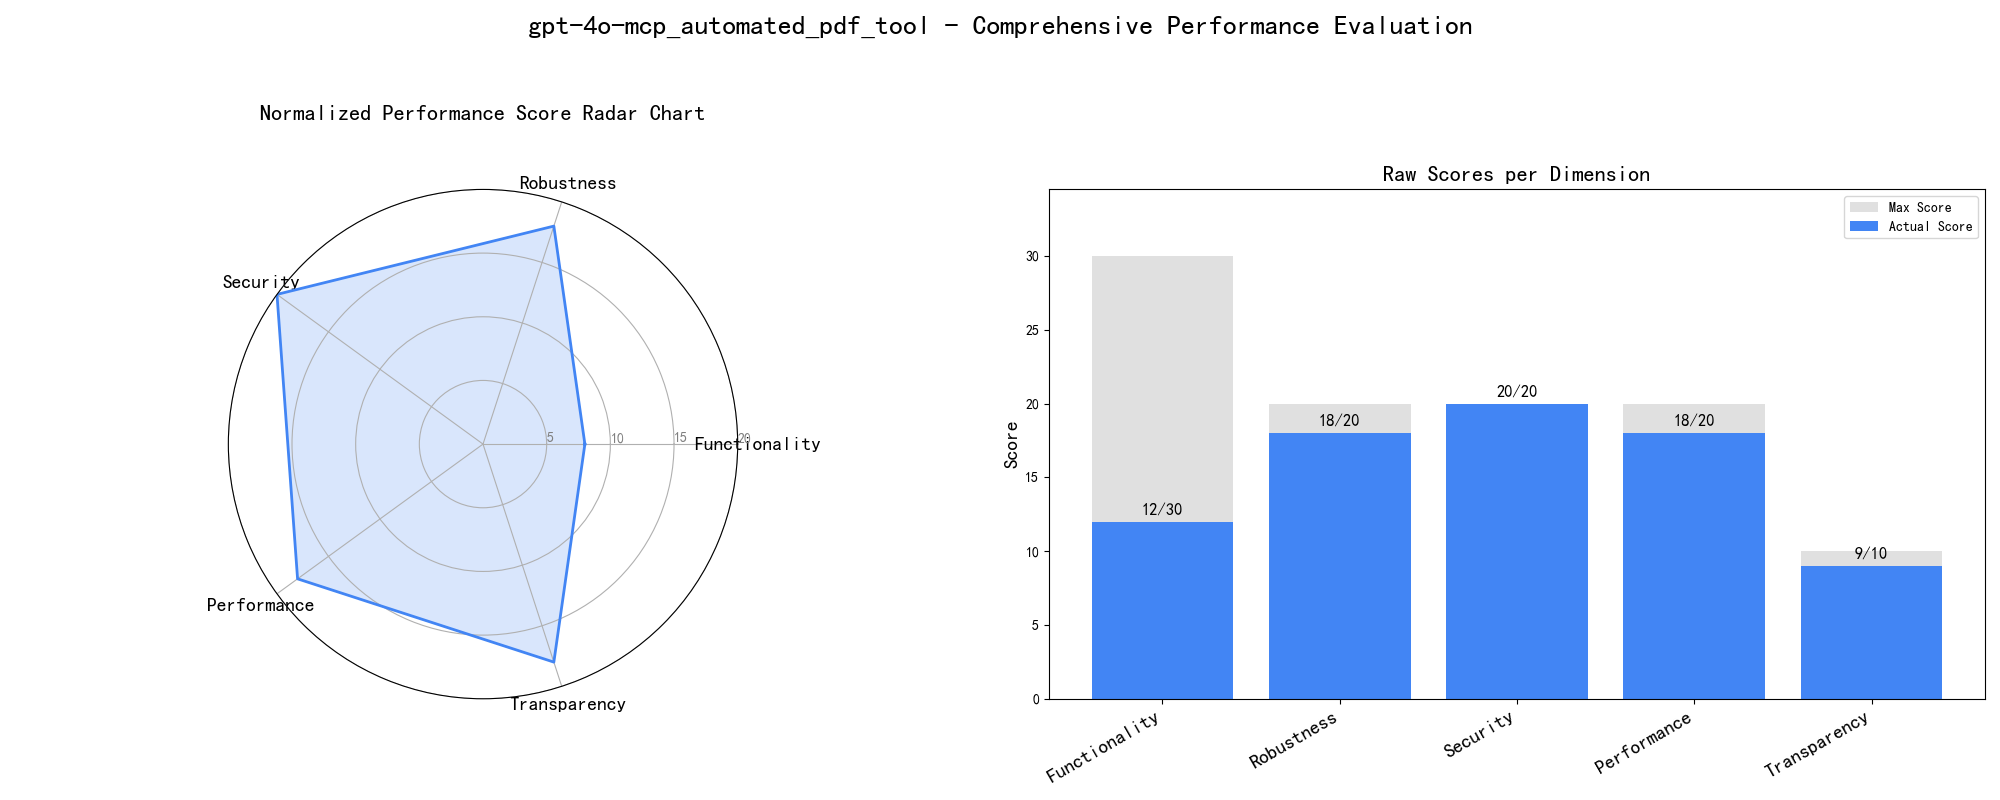 gpt-4o-mcp_automated_pdf_tool - Comprehensive Performance Evaluation
Normalized Performance Score Radar Chart
Robustness
Security
Functionality
5
10
15
20
Performance
Transparency
Raw Scores per Dimension
Max Score
Actual Score
Score
30
25
20
15
10
5
0
12/30
18/20
20/20
18/20
9/10
Functionality
Robustness
Security
Performance
Transparency